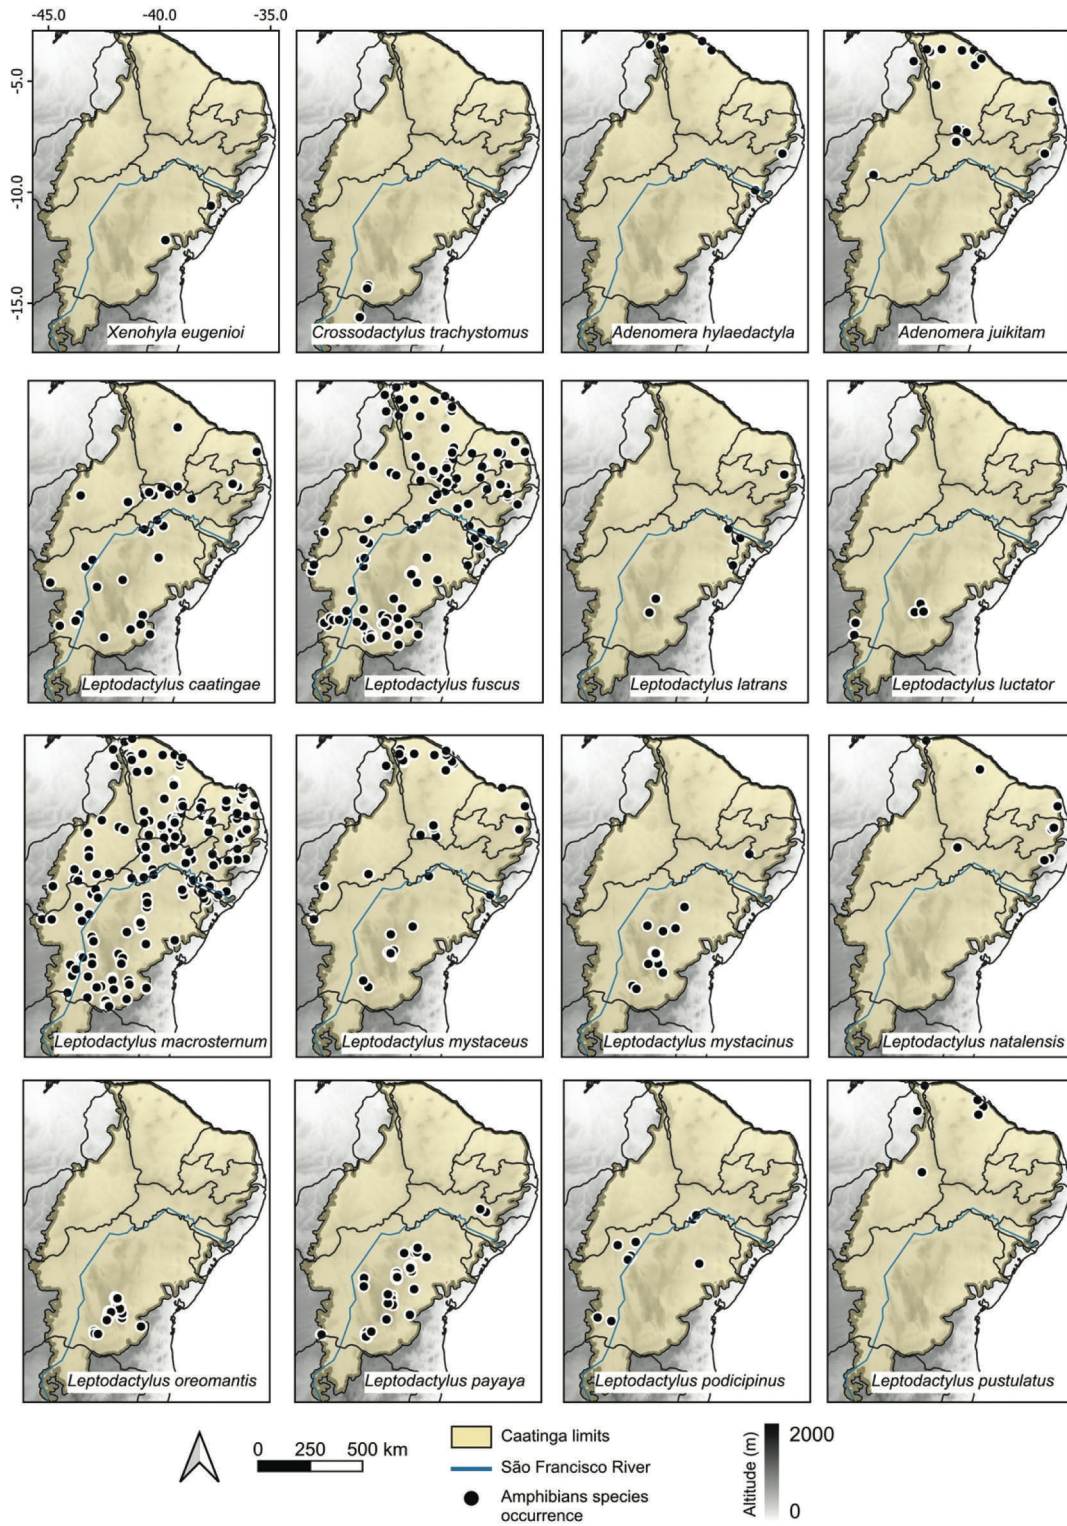 -45.0 -40.0 -35.0
-5.0
-10.0
-15.0
Xenohyla eugenioi
Crossodactylus trachystomus
Adenomera hylaedactyla
Adenomera juikitam
Leptodactylus caatingae
Leptodactylus fuscus
Leptodactylus latrans
Leptodactylus luctator
Leptodactylus macrosternum
Leptodactylus mystaceus
Leptodactylus mystacinus
Leptodactylus natalensis
Leptodactylus oreomantis
Leptodactylus payaya
Leptodactylus podicipinus
Leptodactylus pustulatus
0 250 500 km
Caatinga limits
São Francisco River
Amphibians species
occurrence
Altitude (m)
2000
0